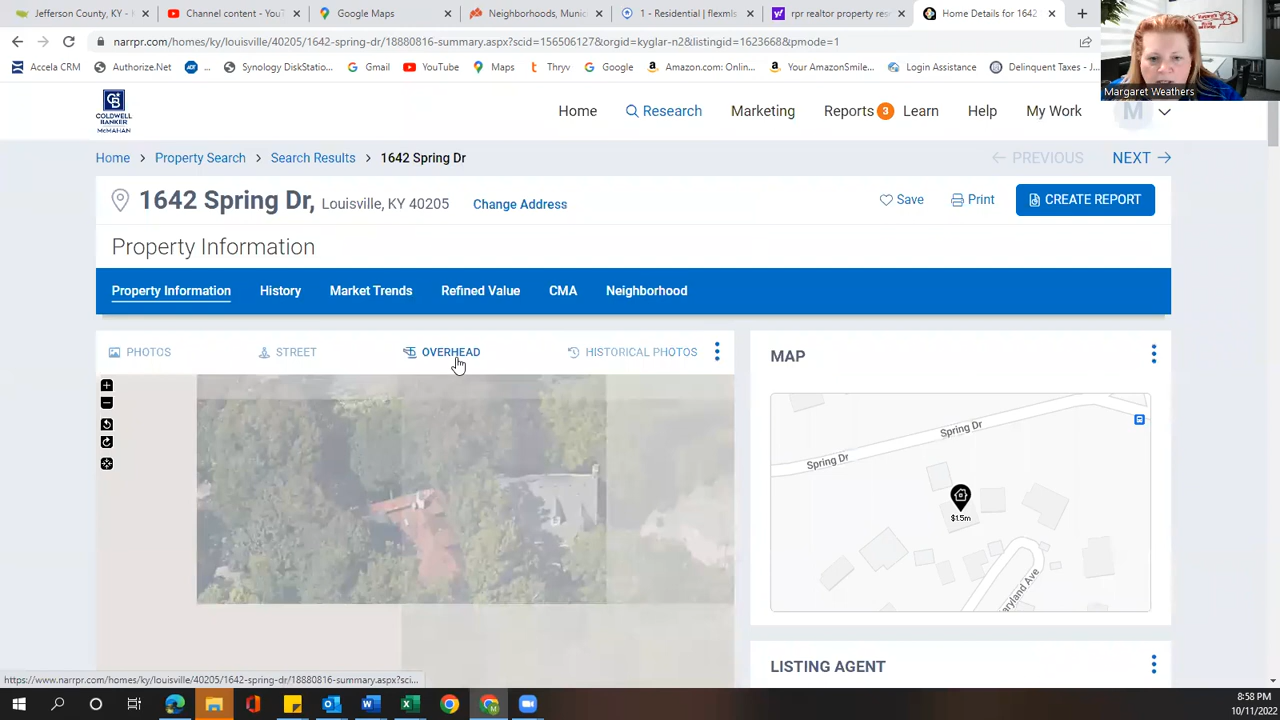 Jefferson County, KY -
Channel content - YouT
Google Maps
Neighborhoods, Mus
1 - Residential | flexmls
rpr realtor property res
Home Details for 1642
narrpr.com/homes/ky/louisville/40205/1642-spring-dr/18880816-summary.aspx?scid=156506127&orgid=kyglar-n2&listingid=1623668&pmode=1
Accela CRM
Authorize.Net
...
Synology DiskStatio...
Gmail
YouTube
Maps
Thryv
Google
Amazon.com: Onlin...
Your AmazonSmile...
Login Assistance
Delinquent Taxes - J...
Margaret Weathers
CB
COLDWELL
BANKER
McMAHAN
Home
Research
Marketing
Reports 3
Learn
Help
My Work
M
Home > Property Search > Search Results > 1642 Spring Dr
PREVIOUS
NEXT
1642 Spring Dr, Louisville, KY 40205
Change Address
Save
Print
CREATE REPORT
Property Information
Property Information
History
Market Trends
Refined Value
CMA
Neighborhood
PHOTOS
STREET
OVERHEAD
HISTORICAL PHOTOS
MAP
Spring Dr
Spring Dr
$1.5m
aryland Ave
LISTING AGENT
https://www.narrpr.com/homes/ky/louisville/40205/1642-spring-dr/18880816-summary.aspx?sci...
8:58 PM
10/11/2022